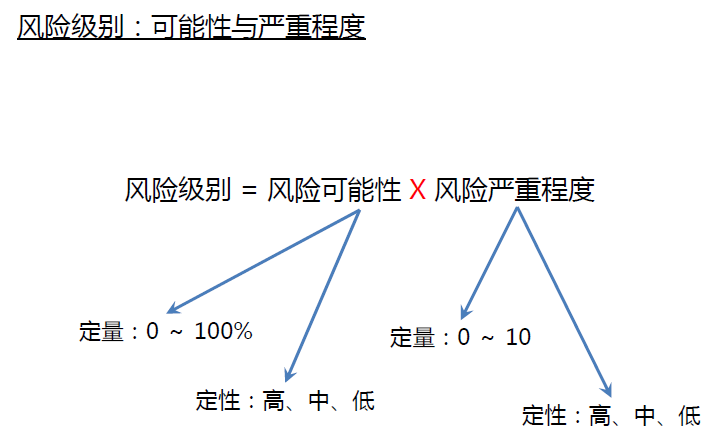 风险级别：可能性与严重程度
风险级别 = 风险可能性 X 风险严重程度
定量：0 ~ 100%
定量：0 ~ 10
定性：高、中、低
定性：高、中、低